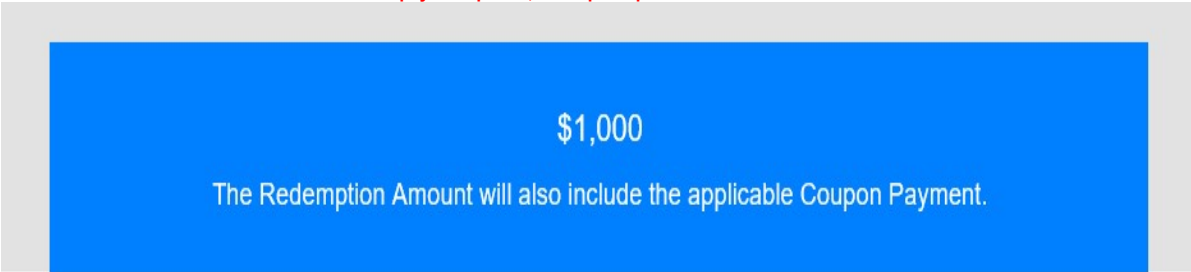 $1,000
The Redemption Amount will also include the applicable Coupon Payment.